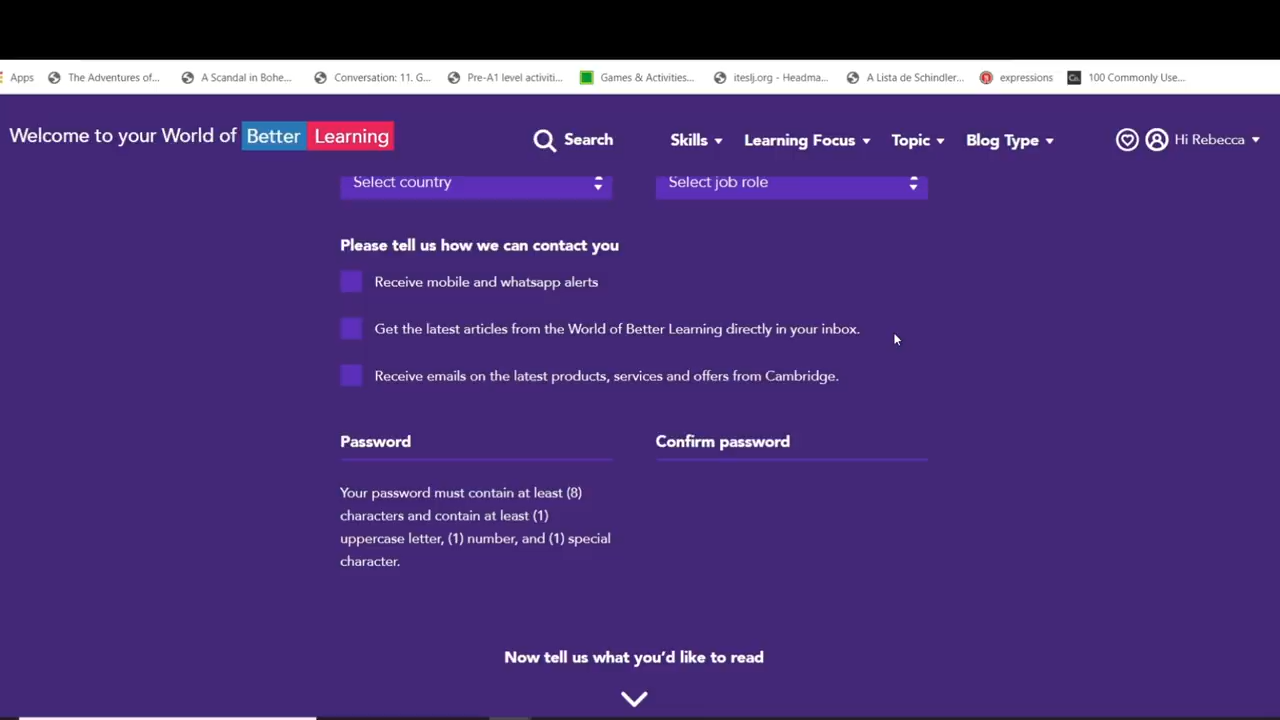 Apps The Adventures of... A Scandal in Bohe... Conversation: 11. G... Pre-A1 level activiti... Games & Activities... iteslj.org - Headma... A Lista de Schindler... expressions 100 Commonly Use...
Welcome to your World of Better Learning Search Skills Learning Focus Topic Blog Type Hi Rebecca
Select country Select job role
Please tell us how we can contact you
Receive mobile and whatsapp alerts
Get the latest articles from the World of Better Learning directly in your inbox.
Receive emails on the latest products, services and offers from Cambridge.
Password Confirm password
Your password must contain at least (8)
characters and contain at least (1)
uppercase letter, (1) number, and (1) special
character.
Now tell us what you’d like to read